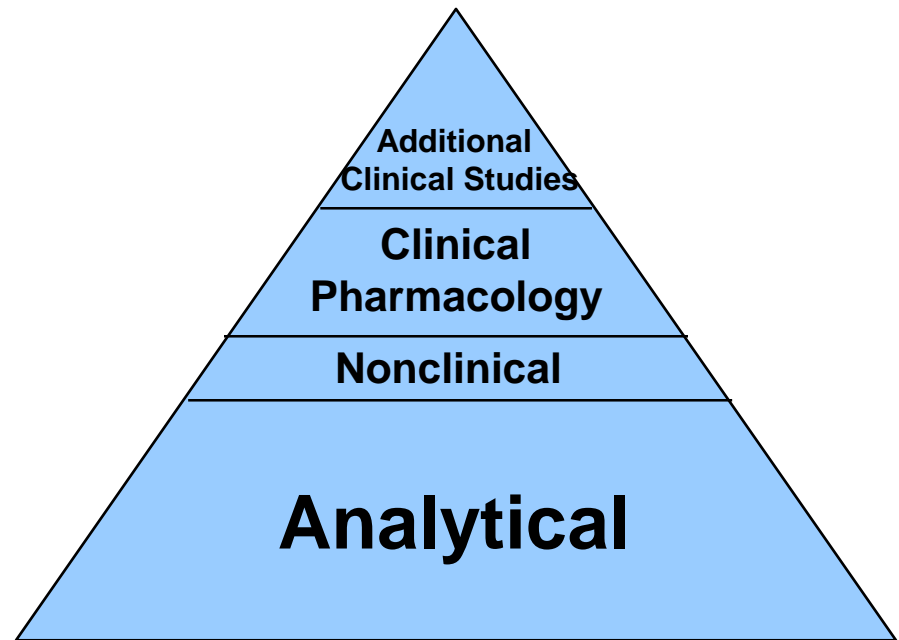 Additional
Clinical Studies
Clinical
Pharmacology
Nonclinical
Analytical